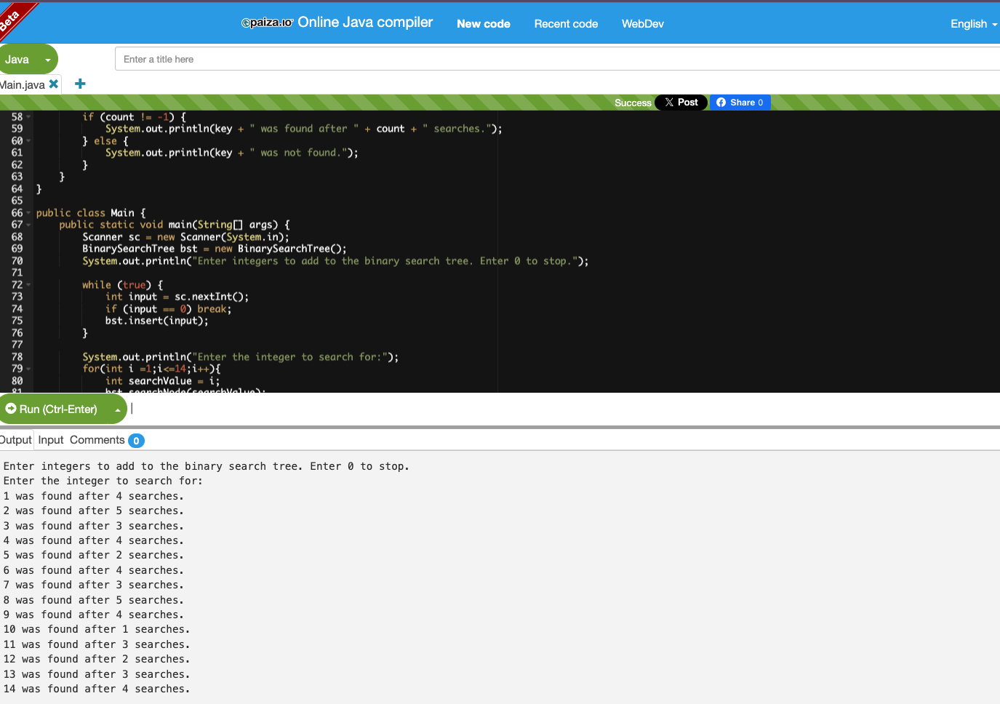 Beta
paiza.io Online Java compiler New code Recent code WebDev English
Java Enter a title here
Main.java
Success Post Share 0
58 if (count != -1) {
59 System.out.println(key + " was found after " + count + " searches.");
60 } else {
61 System.out.println(key + " was not found.");
62 }
63 }
64 }
65
66 public class Main {
67 public static void main(String[] args) {
68 Scanner sc = new Scanner(System.in);
69 BinarySearchTree bst = new BinarySearchTree();
70 System.out.println("Enter integers to add to the binary search tree. Enter 0 to stop.");
71
72 while (true) {
73 int input = sc.nextInt();
74 if (input == 0) break;
75 bst.insert(input);
76 }
77
78 System.out.println("Enter the integer to search for:");
79 for(int i =1;i<=14;i++){
80 int searchValue = i;
81 bst.searchNode(searchValue);
Run (Ctrl-Enter)
Output Input Comments 0
Enter integers to add to the binary search tree. Enter 0 to stop.
Enter the integer to search for:
1 was found after 4 searches.
2 was found after 5 searches.
3 was found after 3 searches.
4 was found after 4 searches.
5 was found after 2 searches.
6 was found after 4 searches.
7 was found after 3 searches.
8 was found after 5 searches.
9 was found after 4 searches.
10 was found after 1 searches.
11 was found after 3 searches.
12 was found after 2 searches.
13 was found after 3 searches.
14 was found after 4 searches.